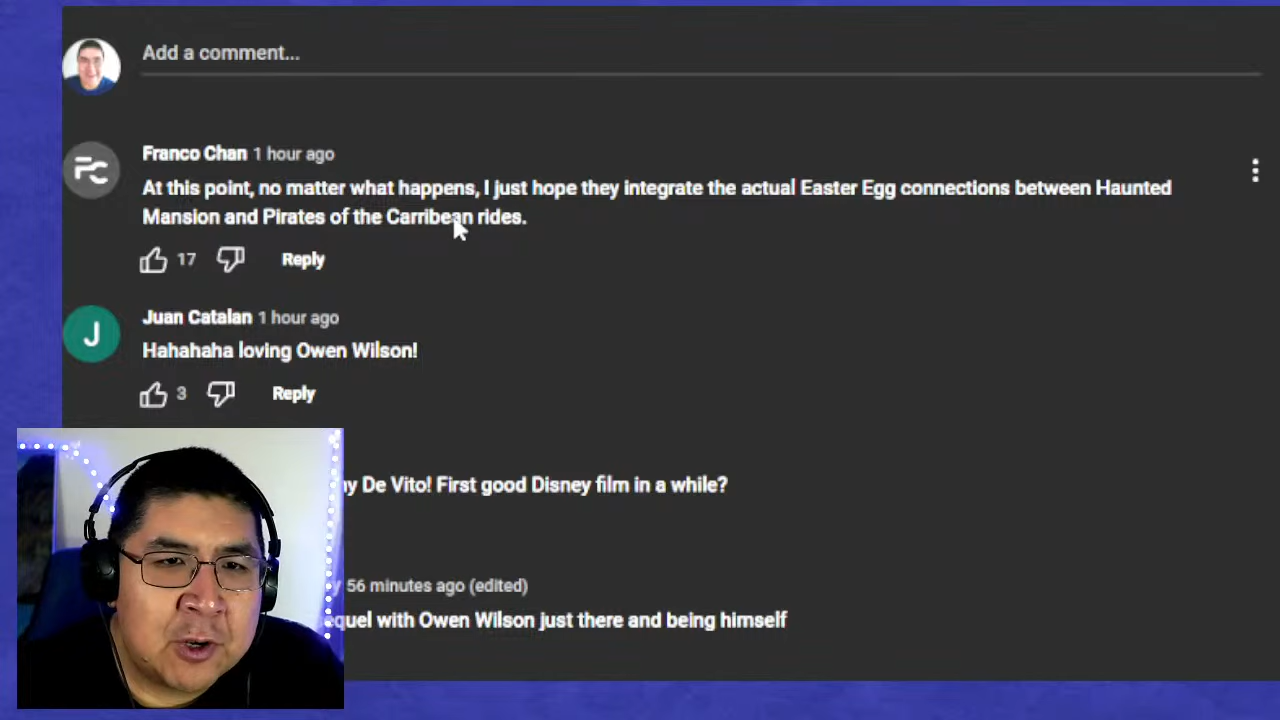 Add a comment...
Franco Chan 1 hour ago
At this point, no matter what happens, I just hope they integrate the actual Easter Egg connections between Haunted
Mansion and Pirates of the Carribean rides.
17 Reply
J
Juan Catalan 1 hour ago
Hahahaha loving Owen Wilson!
3 Reply
De Vito! First good Disney film in a while?
56 minutes ago (edited)
with Owen Wilson just there and being himself